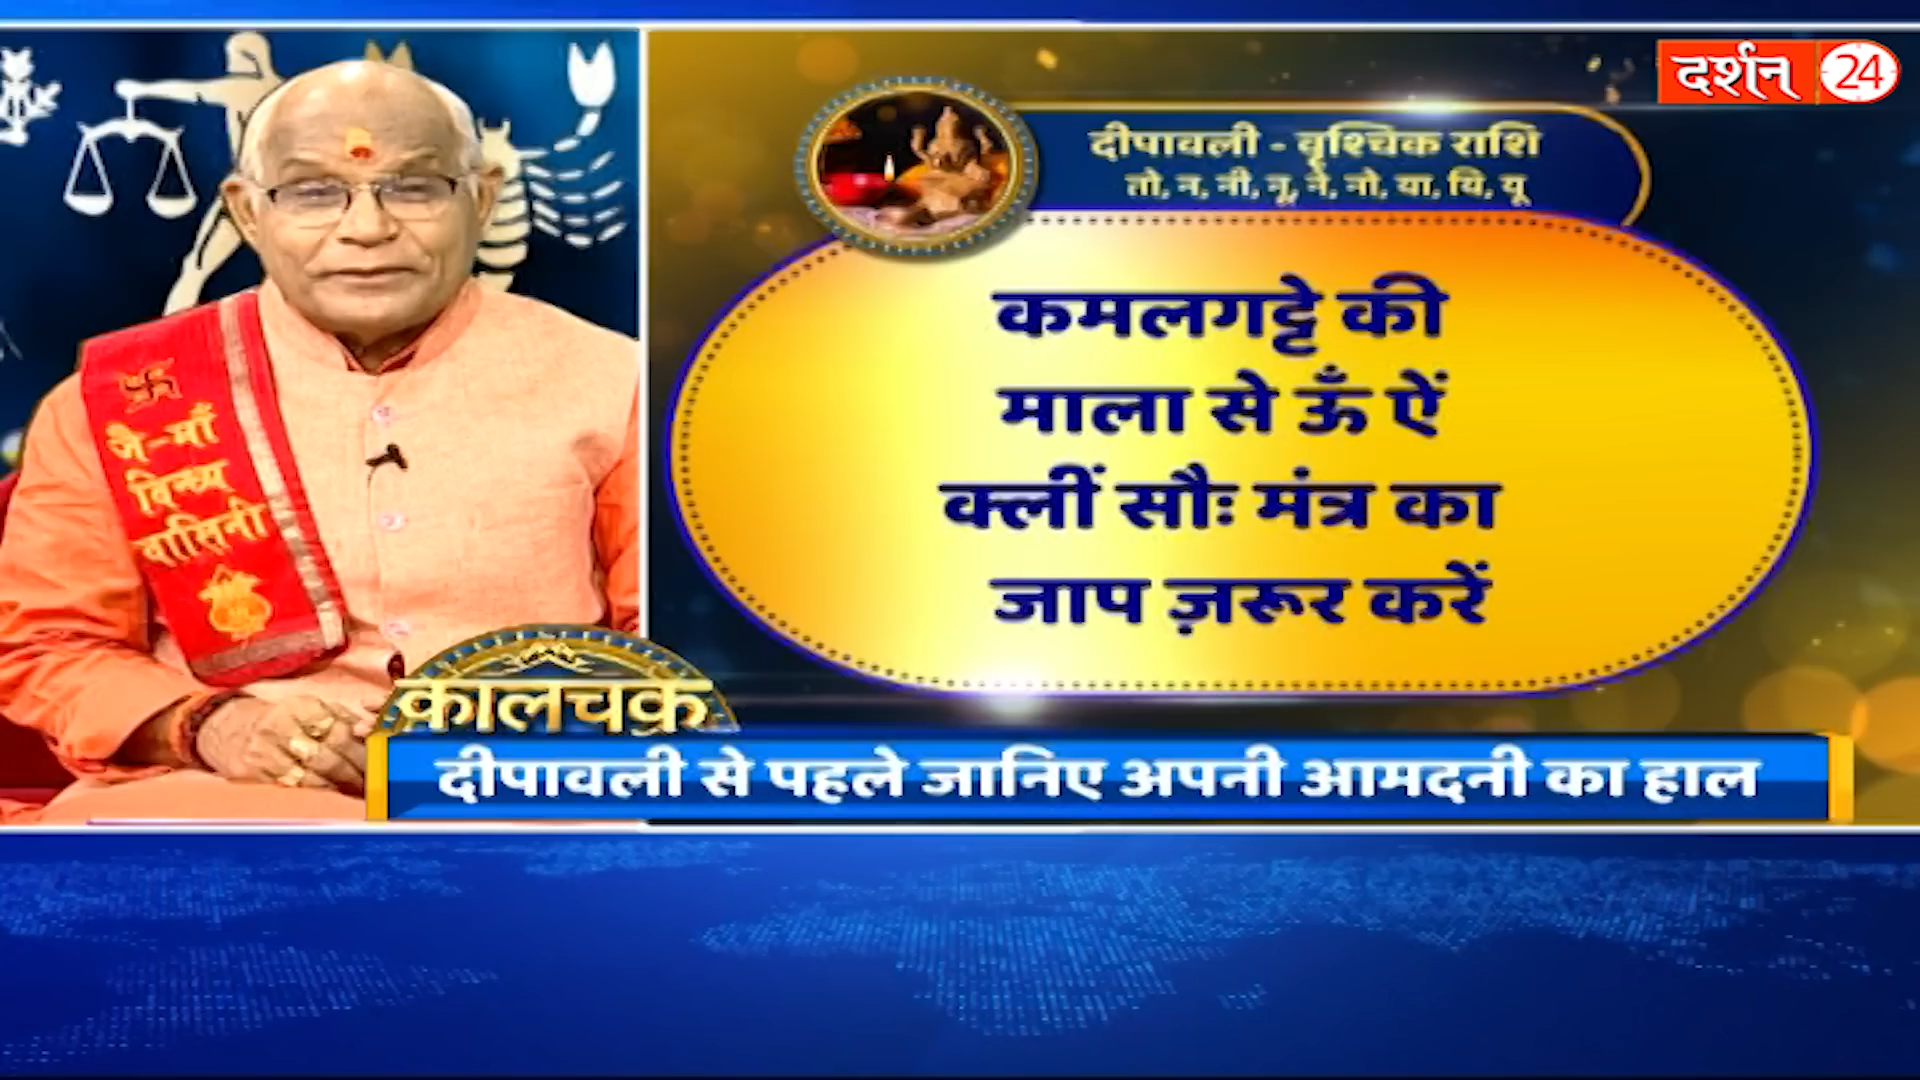 दर्शन 24
दीपावली - वृश्चिक राशि
तो, न, नी, नू, ने, नो, या, यि, यू
कमलगट्टे की
माला से ऊँ ऐं
क्लीं सौः मंत्र का
जाप ज़रूर करें
जै-माँ
विन्ध्य
वासिनी
कालचक्र
दीपावली से पहले जानिए अपनी आमदनी का हाल